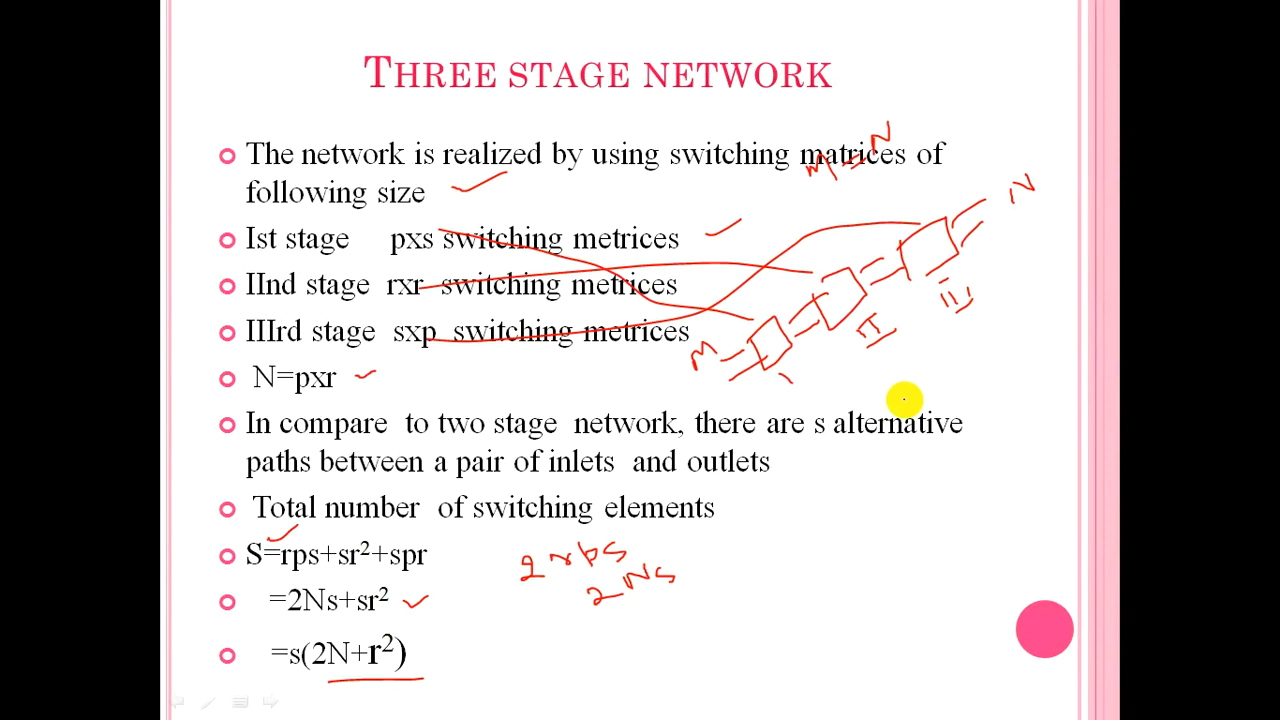 THREE STAGE NETWORK
The network is realized by using switching matrices of
following size
M=N
N
Ist stage pxs switching metrices
IInd stage rxr switching metrices
IIIrd stage sxp switching metrices
III
II
M
I
N=pxr
In compare to two stage network, there are s alternative
paths between a pair of inlets and outlets
Total number of switching elements
S=rps+sr²+spr
2rps
=2Ns+sr²
2Ns
=s(2N+r²)